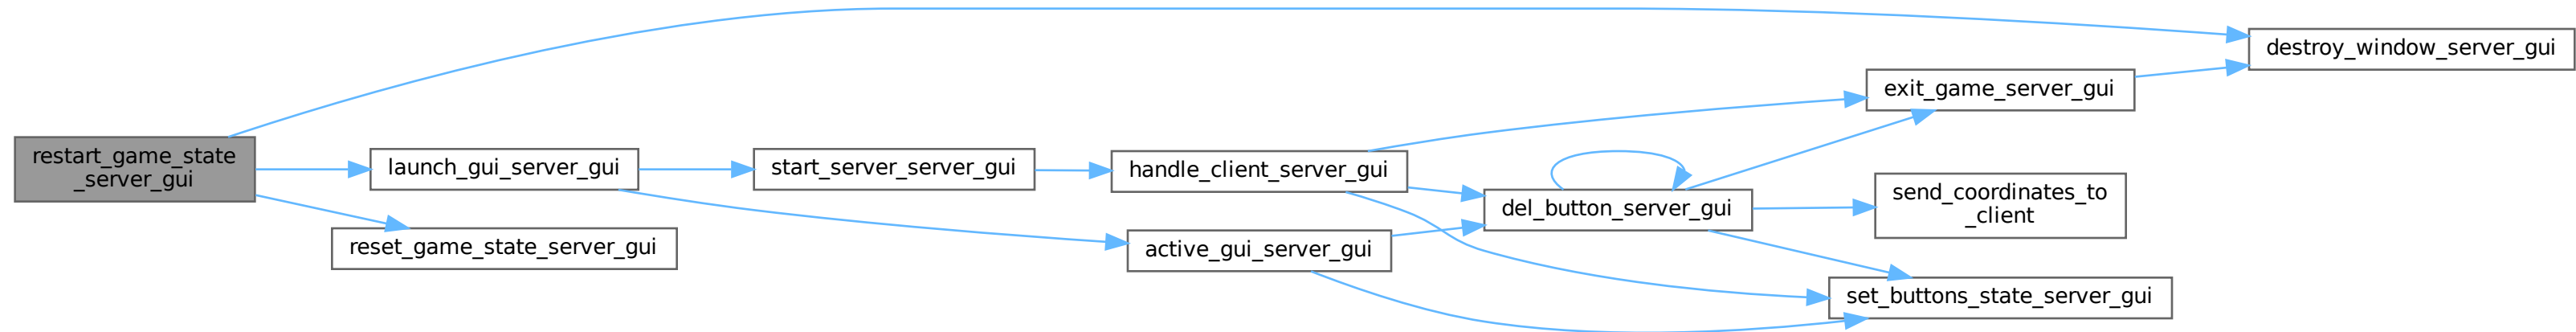 restart_game_state
_server_gui
launch_gui_server_gui
reset_game_state_server_gui
start_server_server_gui
handle_client_server_gui
active_gui_server_gui
del_button_server_gui
exit_game_server_gui
send_coordinates_to
_client
set_buttons_state_server_gui
destroy_window_server_gui